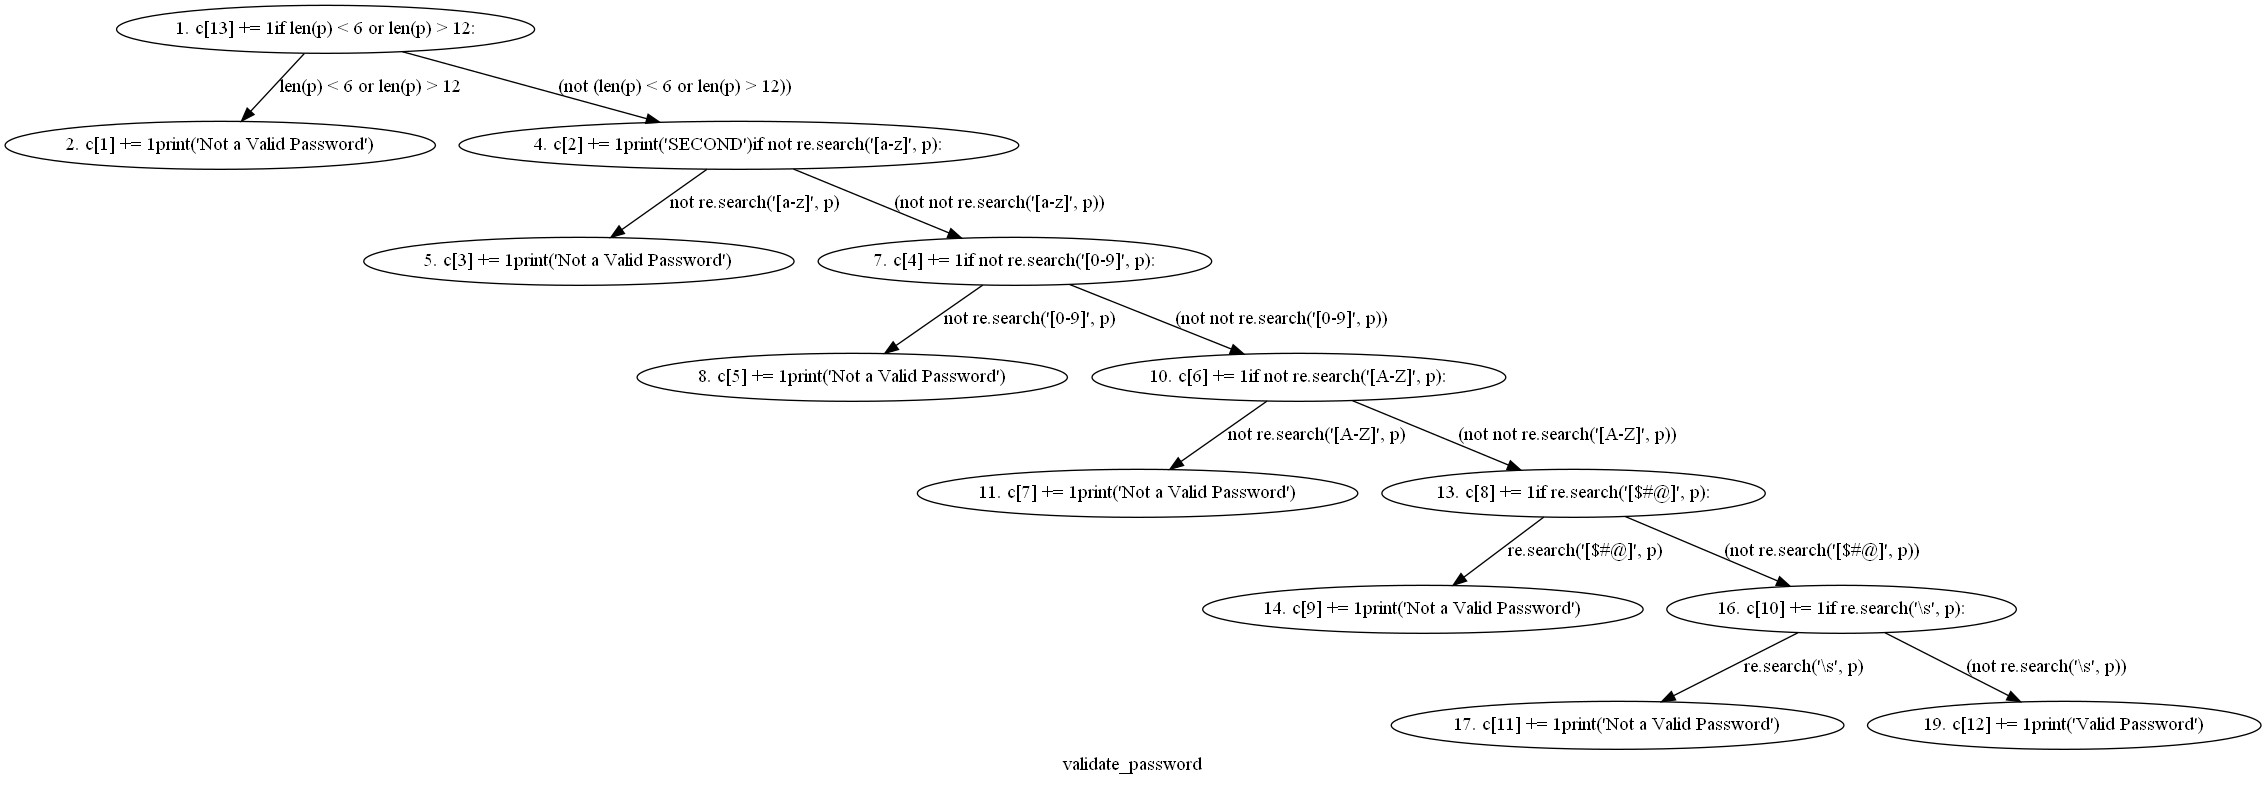 1. c[13] += 1if len(p) < 6 or len(p) > 12:
len(p) < 6 or len(p) > 12
(not (len(p) < 6 or len(p) > 12))
2. c[1] += 1print('Not a Valid Password')
4. c[2] += 1print('SECOND')if not re.search('[a-z]', p):
not re.search('[a-z]', p)
(not not re.search('[a-z]', p))
5. c[3] += 1print('Not a Valid Password')
7. c[4] += 1if not re.search('[0-9]', p):
not re.search('[0-9]', p)
(not not re.search('[0-9]', p))
8. c[5] += 1print('Not a Valid Password')
10. c[6] += 1if not re.search('[A-Z]', p):
not re.search('[A-Z]', p)
(not not re.search('[A-Z]', p))
11. c[7] += 1print('Not a Valid Password')
13. c[8] += 1if re.search('[$#@]', p):
re.search('[$#@]', p)
(not re.search('[$#@]', p))
14. c[9] += 1print('Not a Valid Password')
16. c[10] += 1if re.search('\s', p):
re.search('\s', p)
(not re.search('\s', p))
17. c[11] += 1print('Not a Valid Password')
19. c[12] += 1print('Valid Password')
validate_password